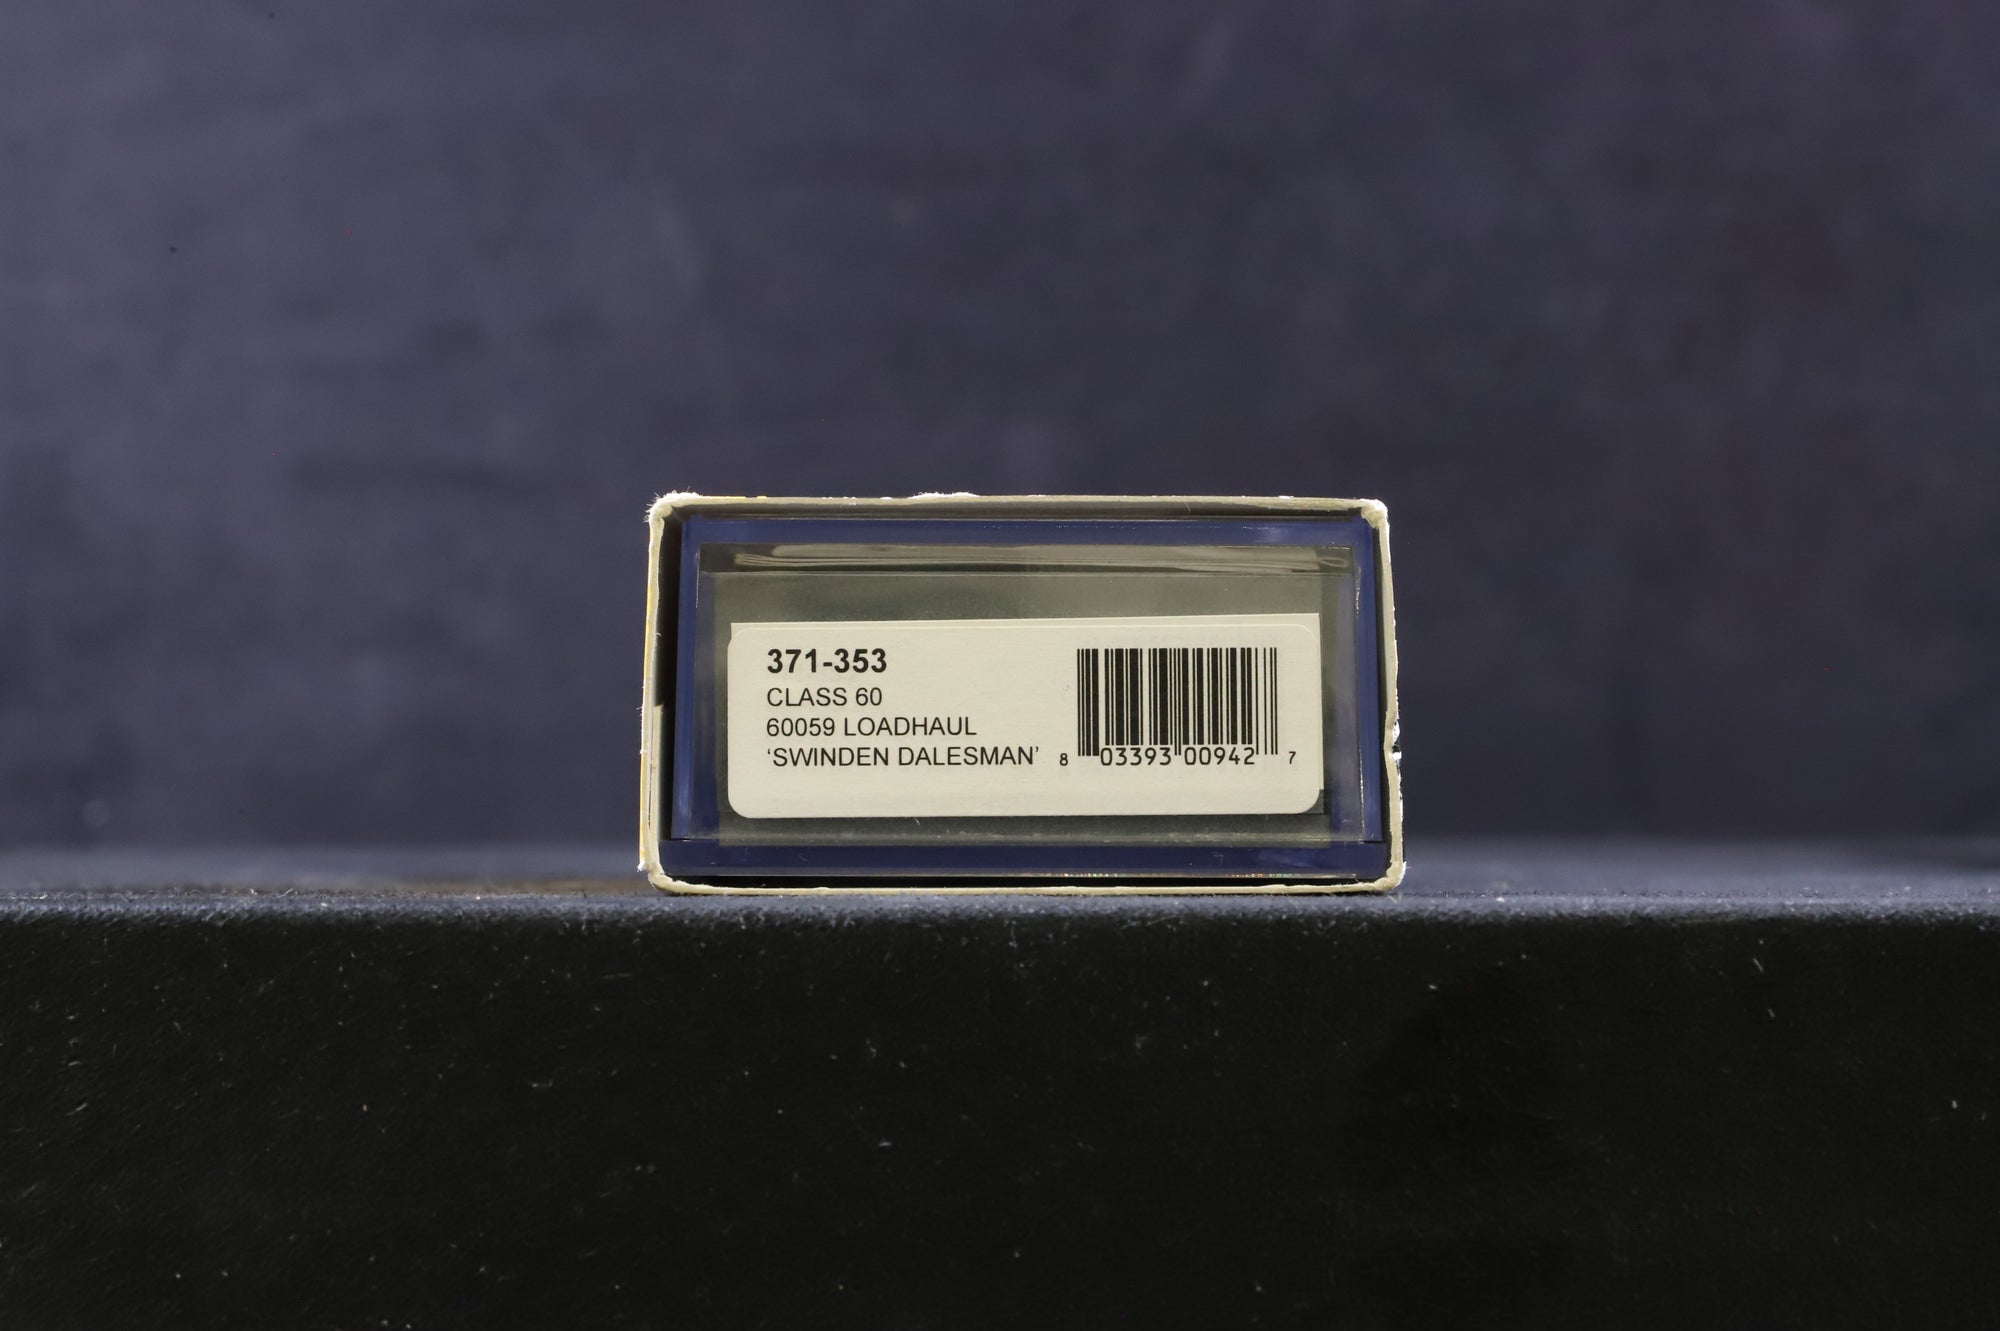 371-353
CLASS 60
60059 LOADHAUL
‘SWINDEN DALESMAN’
8 03393 00942 7